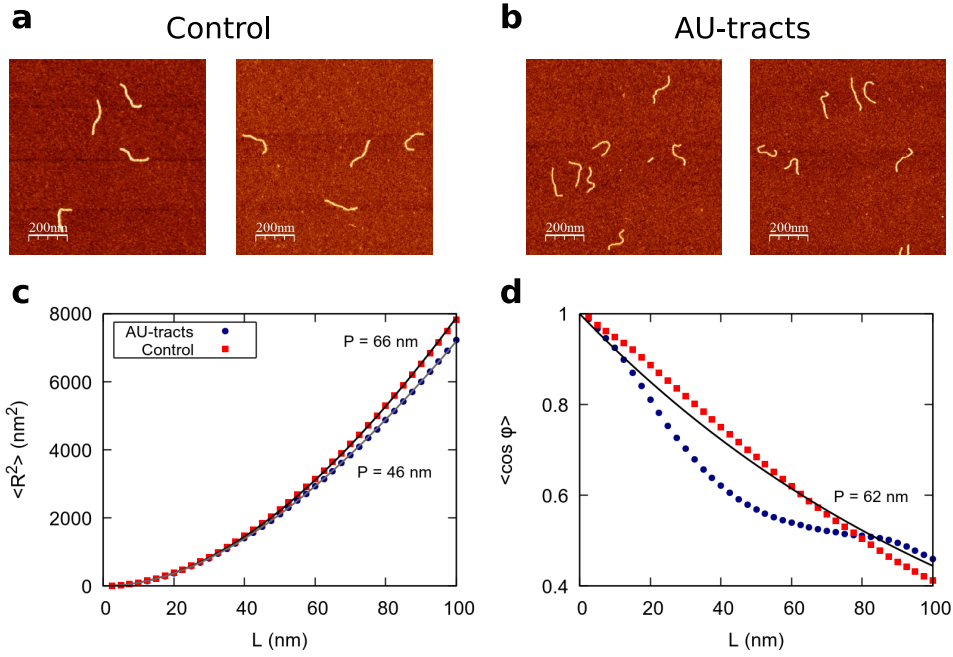 a
Control
b
AU-tracts
200nm
200nm
200nm
200nm
c
8000
6000
4000
2000
0
<R²> (nm²)
AU-tracts
Control
P = 66 nm
P = 46 nm
0
20
40
60
80
100
L (nm)
d
1
0.8
0.6
0.4
<cos φ>
P = 62 nm
0
20
40
60
80
100
L (nm)